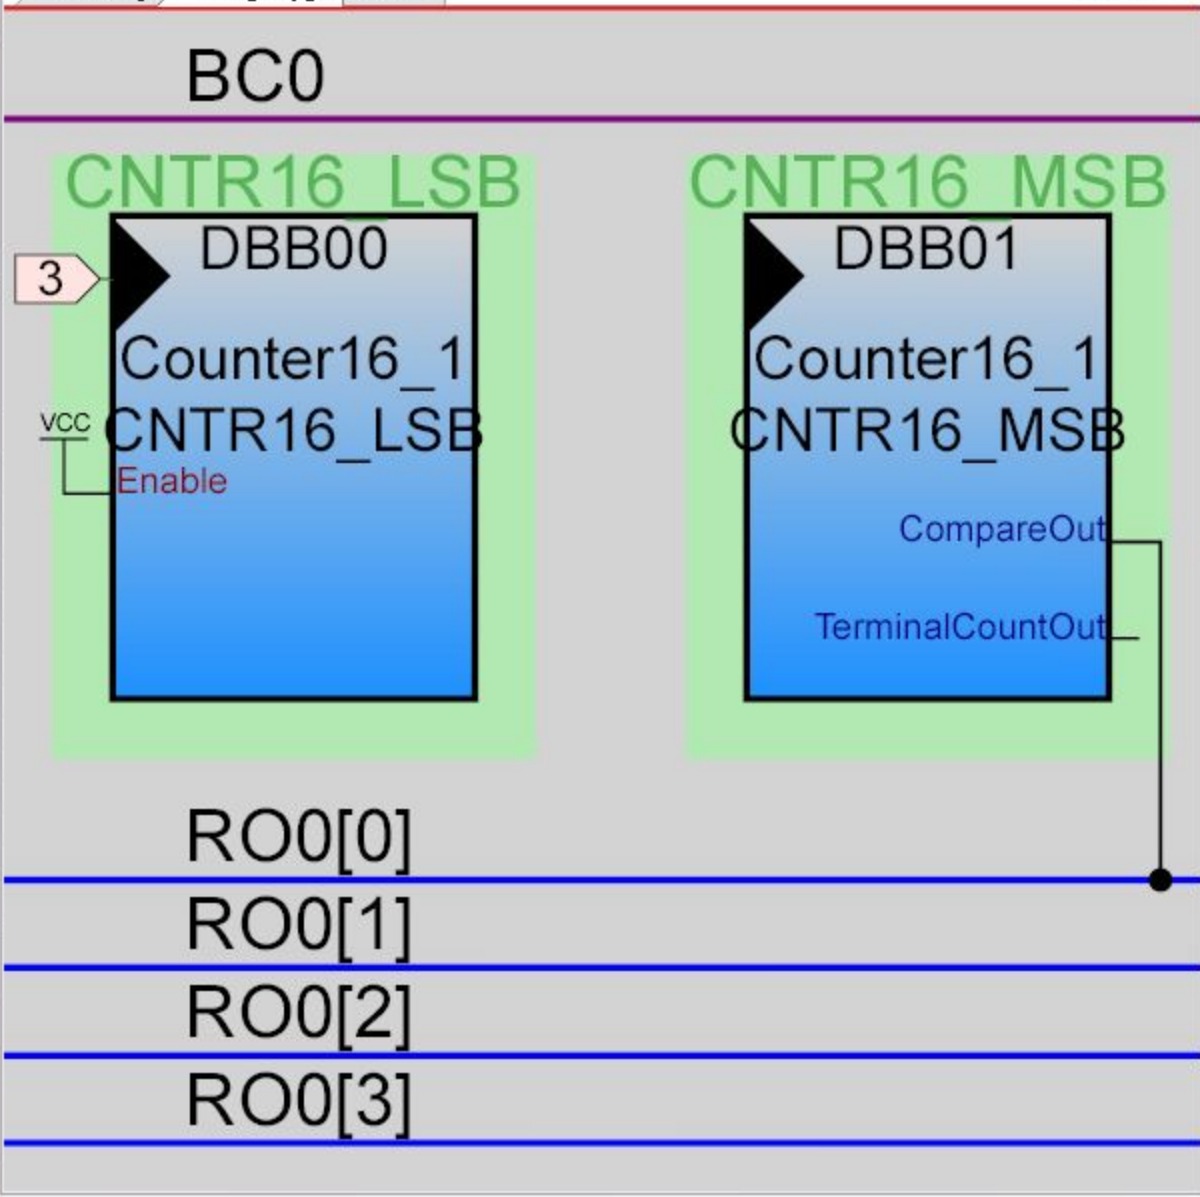 BC0
CNTR16_LSB
CNTR16_MSB
DBB00
DBB01
3
Counter16_1
Counter16_1
VCC
CNTR16_LSB
CNTR16_MSB
Enable
CompareOut
TerminalCountOut
RO0[0]
RO0[1]
RO0[2]
RO0[3]